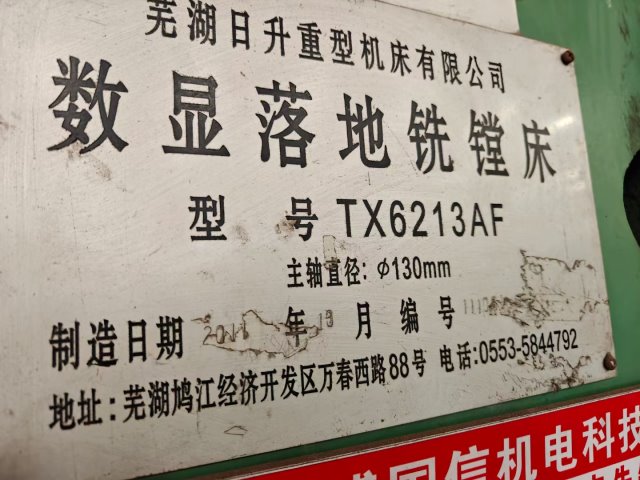 芜湖日升重型机床有限公司
数显落地铣镗床
型 号 TX6213AF
主轴直径: φ130mm
制造日期 年 月 编号
地址: 芜湖鸠江经济开发区万春西路88号 电话:0553-5844792
国信机电科技